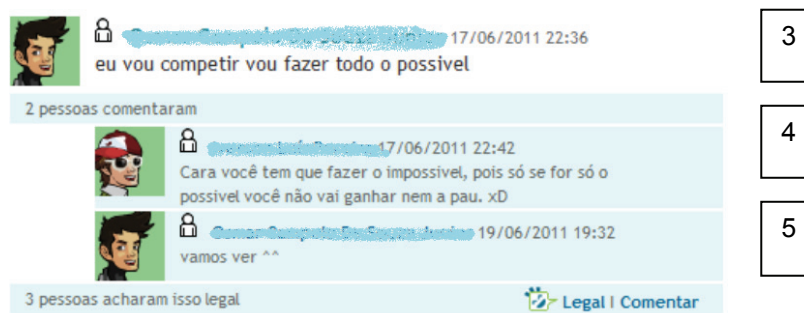 17/06/2011 22:36
eu vou competir vou fazer todo o possivel
2 pessoas comentaram
17/06/2011 22:42
Cara você tem que fazer o impossivel, pois só se for só o
possivel você não vai ganhar nem a pau. xD
19/06/2011 19:32
vamos ver ^^
3 pessoas acharam isso legal
Legal | Comentar
3
4
5